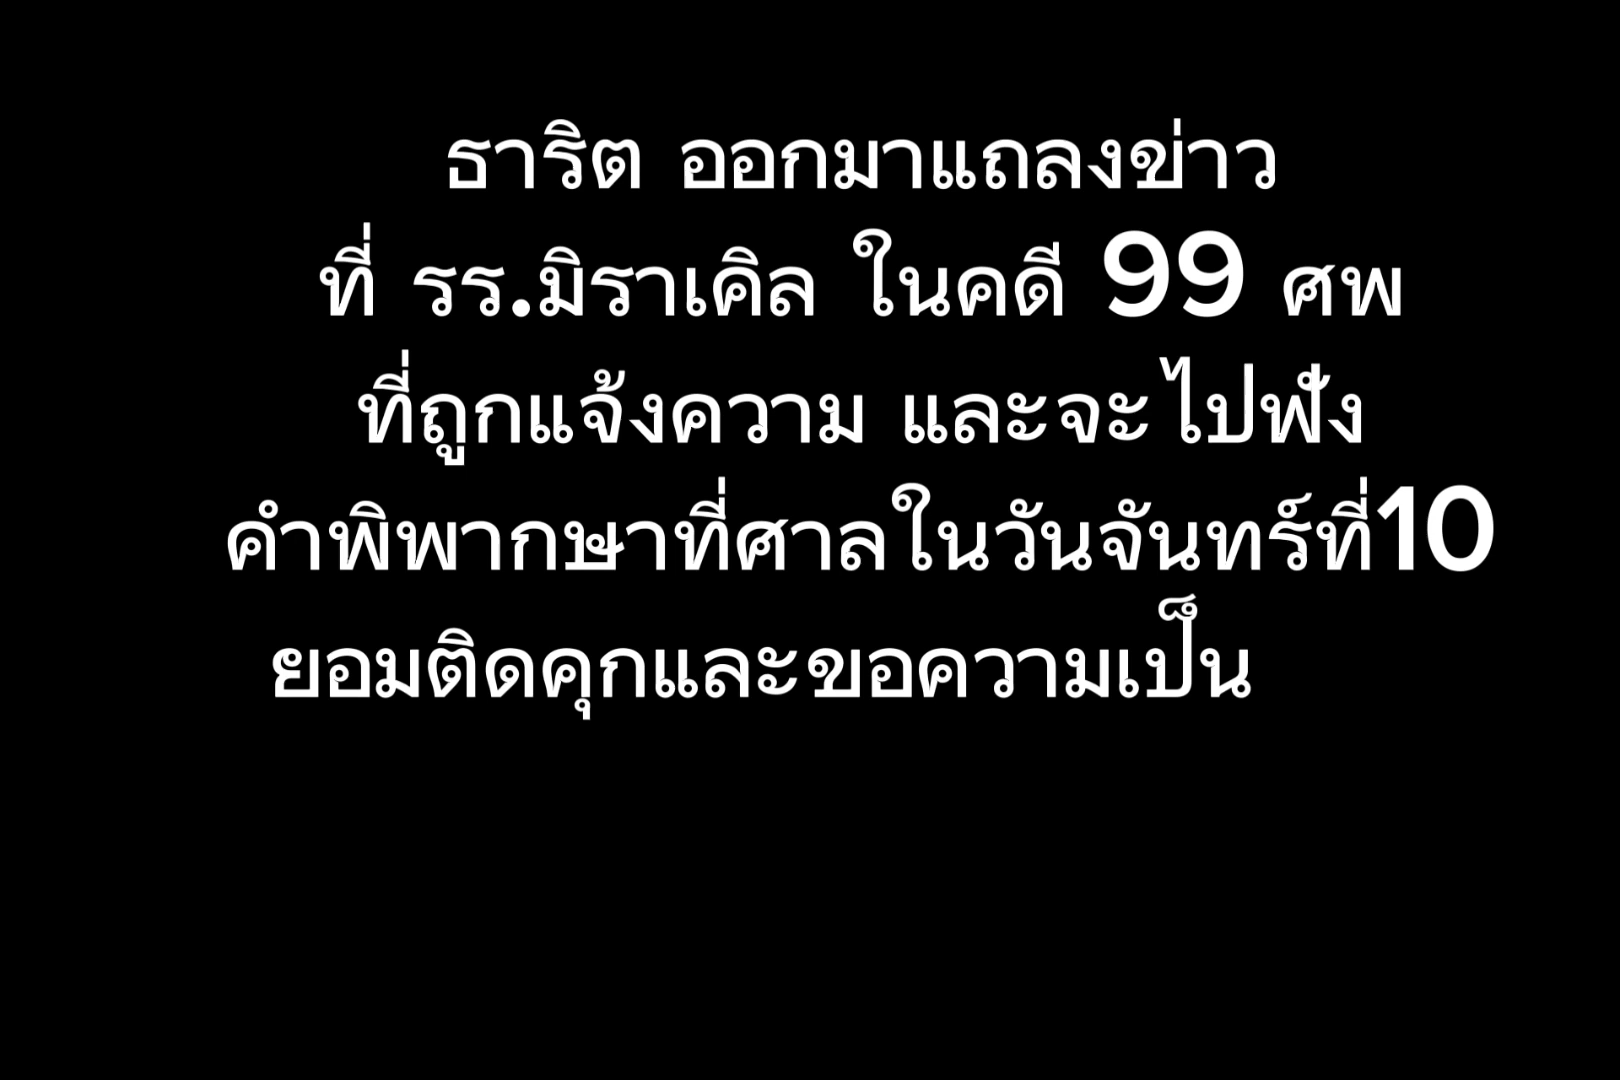 ธาริต ออกมาแถลงข่าว
ที่ รร.มิราเคิล ในคดี 99 ศพ
ที่ถูกแจ้งความ และจะไปฟัง
คำพิพากษาที่ศาลในวันจันทร์ที่10
ยอมติดคุกและขอความเป็น